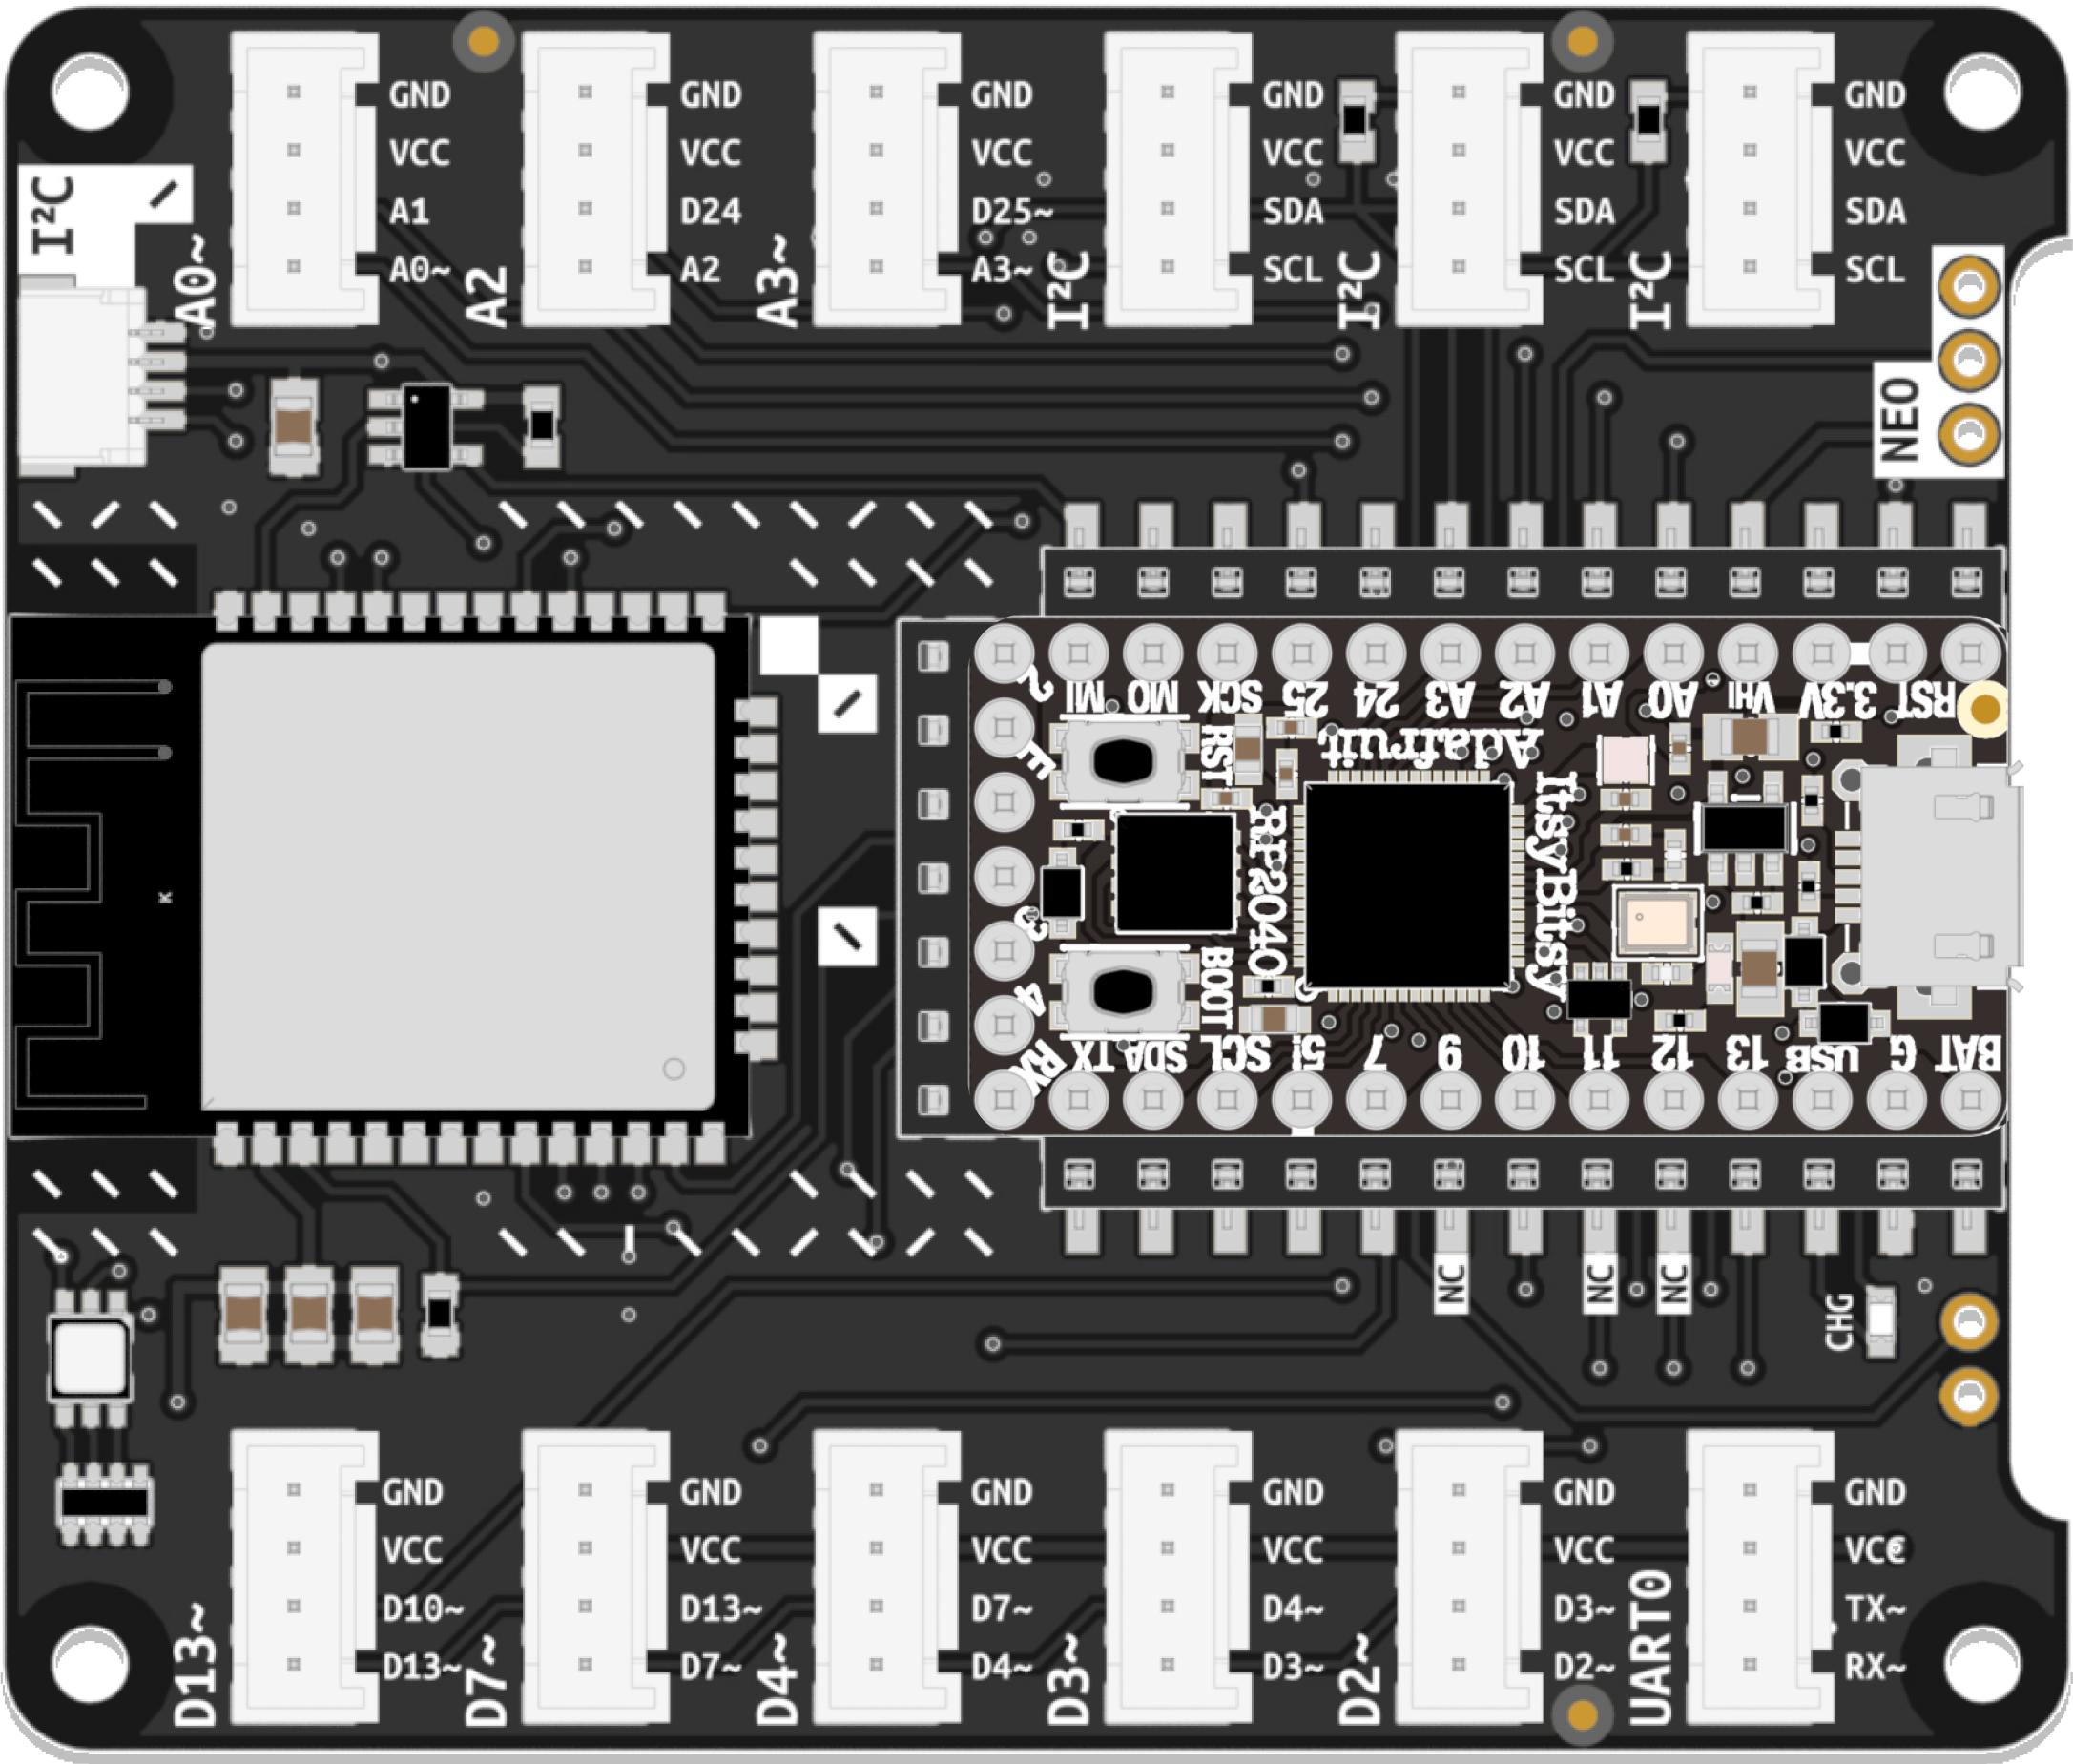 GND
VCC
A1
A0~
A0~
GND
VCC
D24
A2
A2
GND
VCC
D25~
A3~
A3~
GND
VCC
SDA
SCL
I²C
GND
VCC
SDA
SCL
I²C
GND
VCC
SDA
SCL
I²C
I²C
NEO
2 MI MO SCK 25 24 A3 A2 A1 A0 VHi 3.3V RST
E
3
4
RX TX SDA SCL 5! 7 9 10 11 12 13 USB G BAT
RST
BOOT
RP2040
Adafruit
ItsyBitsy
K
NC
NC
NC
CHG
GND
VCC
D10~
D13~
D13~
GND
VCC
D13~
D7~
D7~
GND
VCC
D7~
D4~
D4~
GND
VCC
D4~
D3~
D3~
GND
VCC
D3~
D2~
D2~
GND
VCC
TX~
RX~
UART0